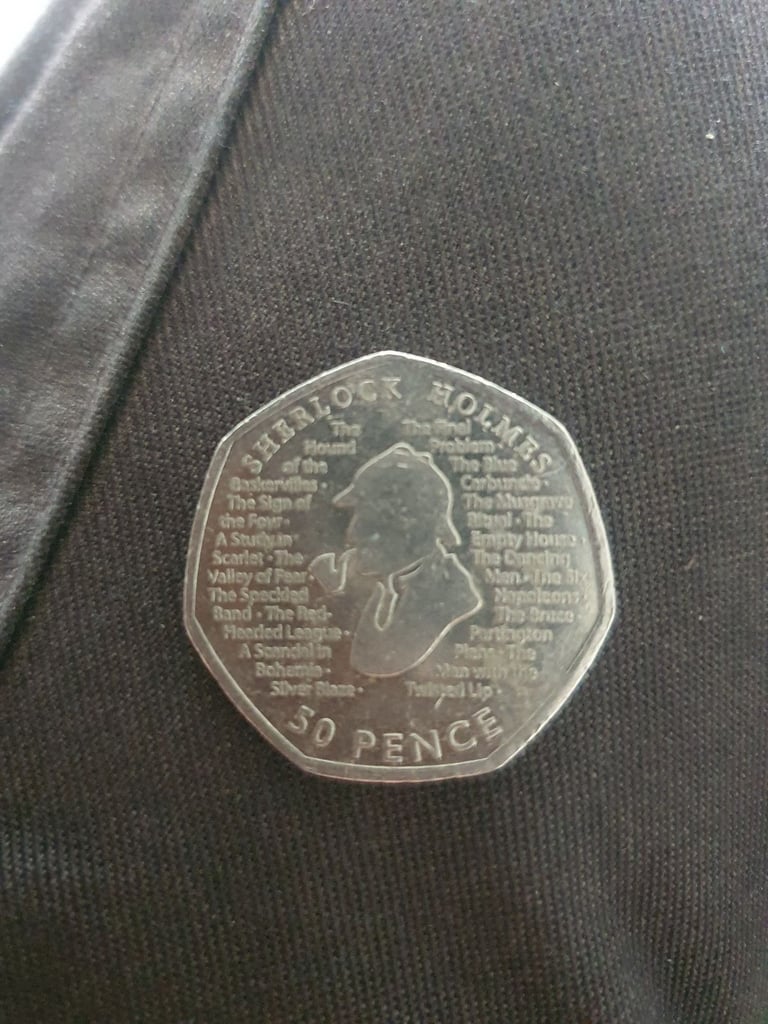 SHERLOCK HOLMES
The
Hound
of the
Baskervilles •
The Sign of
the Four •
A Study in
Scarlet • The
Valley of Fear
The Speckled
Band • The Red-
Headed League •
A Scandal in
Bohemia •
Silver Blaze •
The Final
Problem
The Blue
Carbuncle •
The Musgrave
Ritual • The
Empty House •
The Dancing
Men • The Six
Napoleons •
The Bruce
Partington
Plans • The
Man with the
Twisted Lip •
50 PENCE